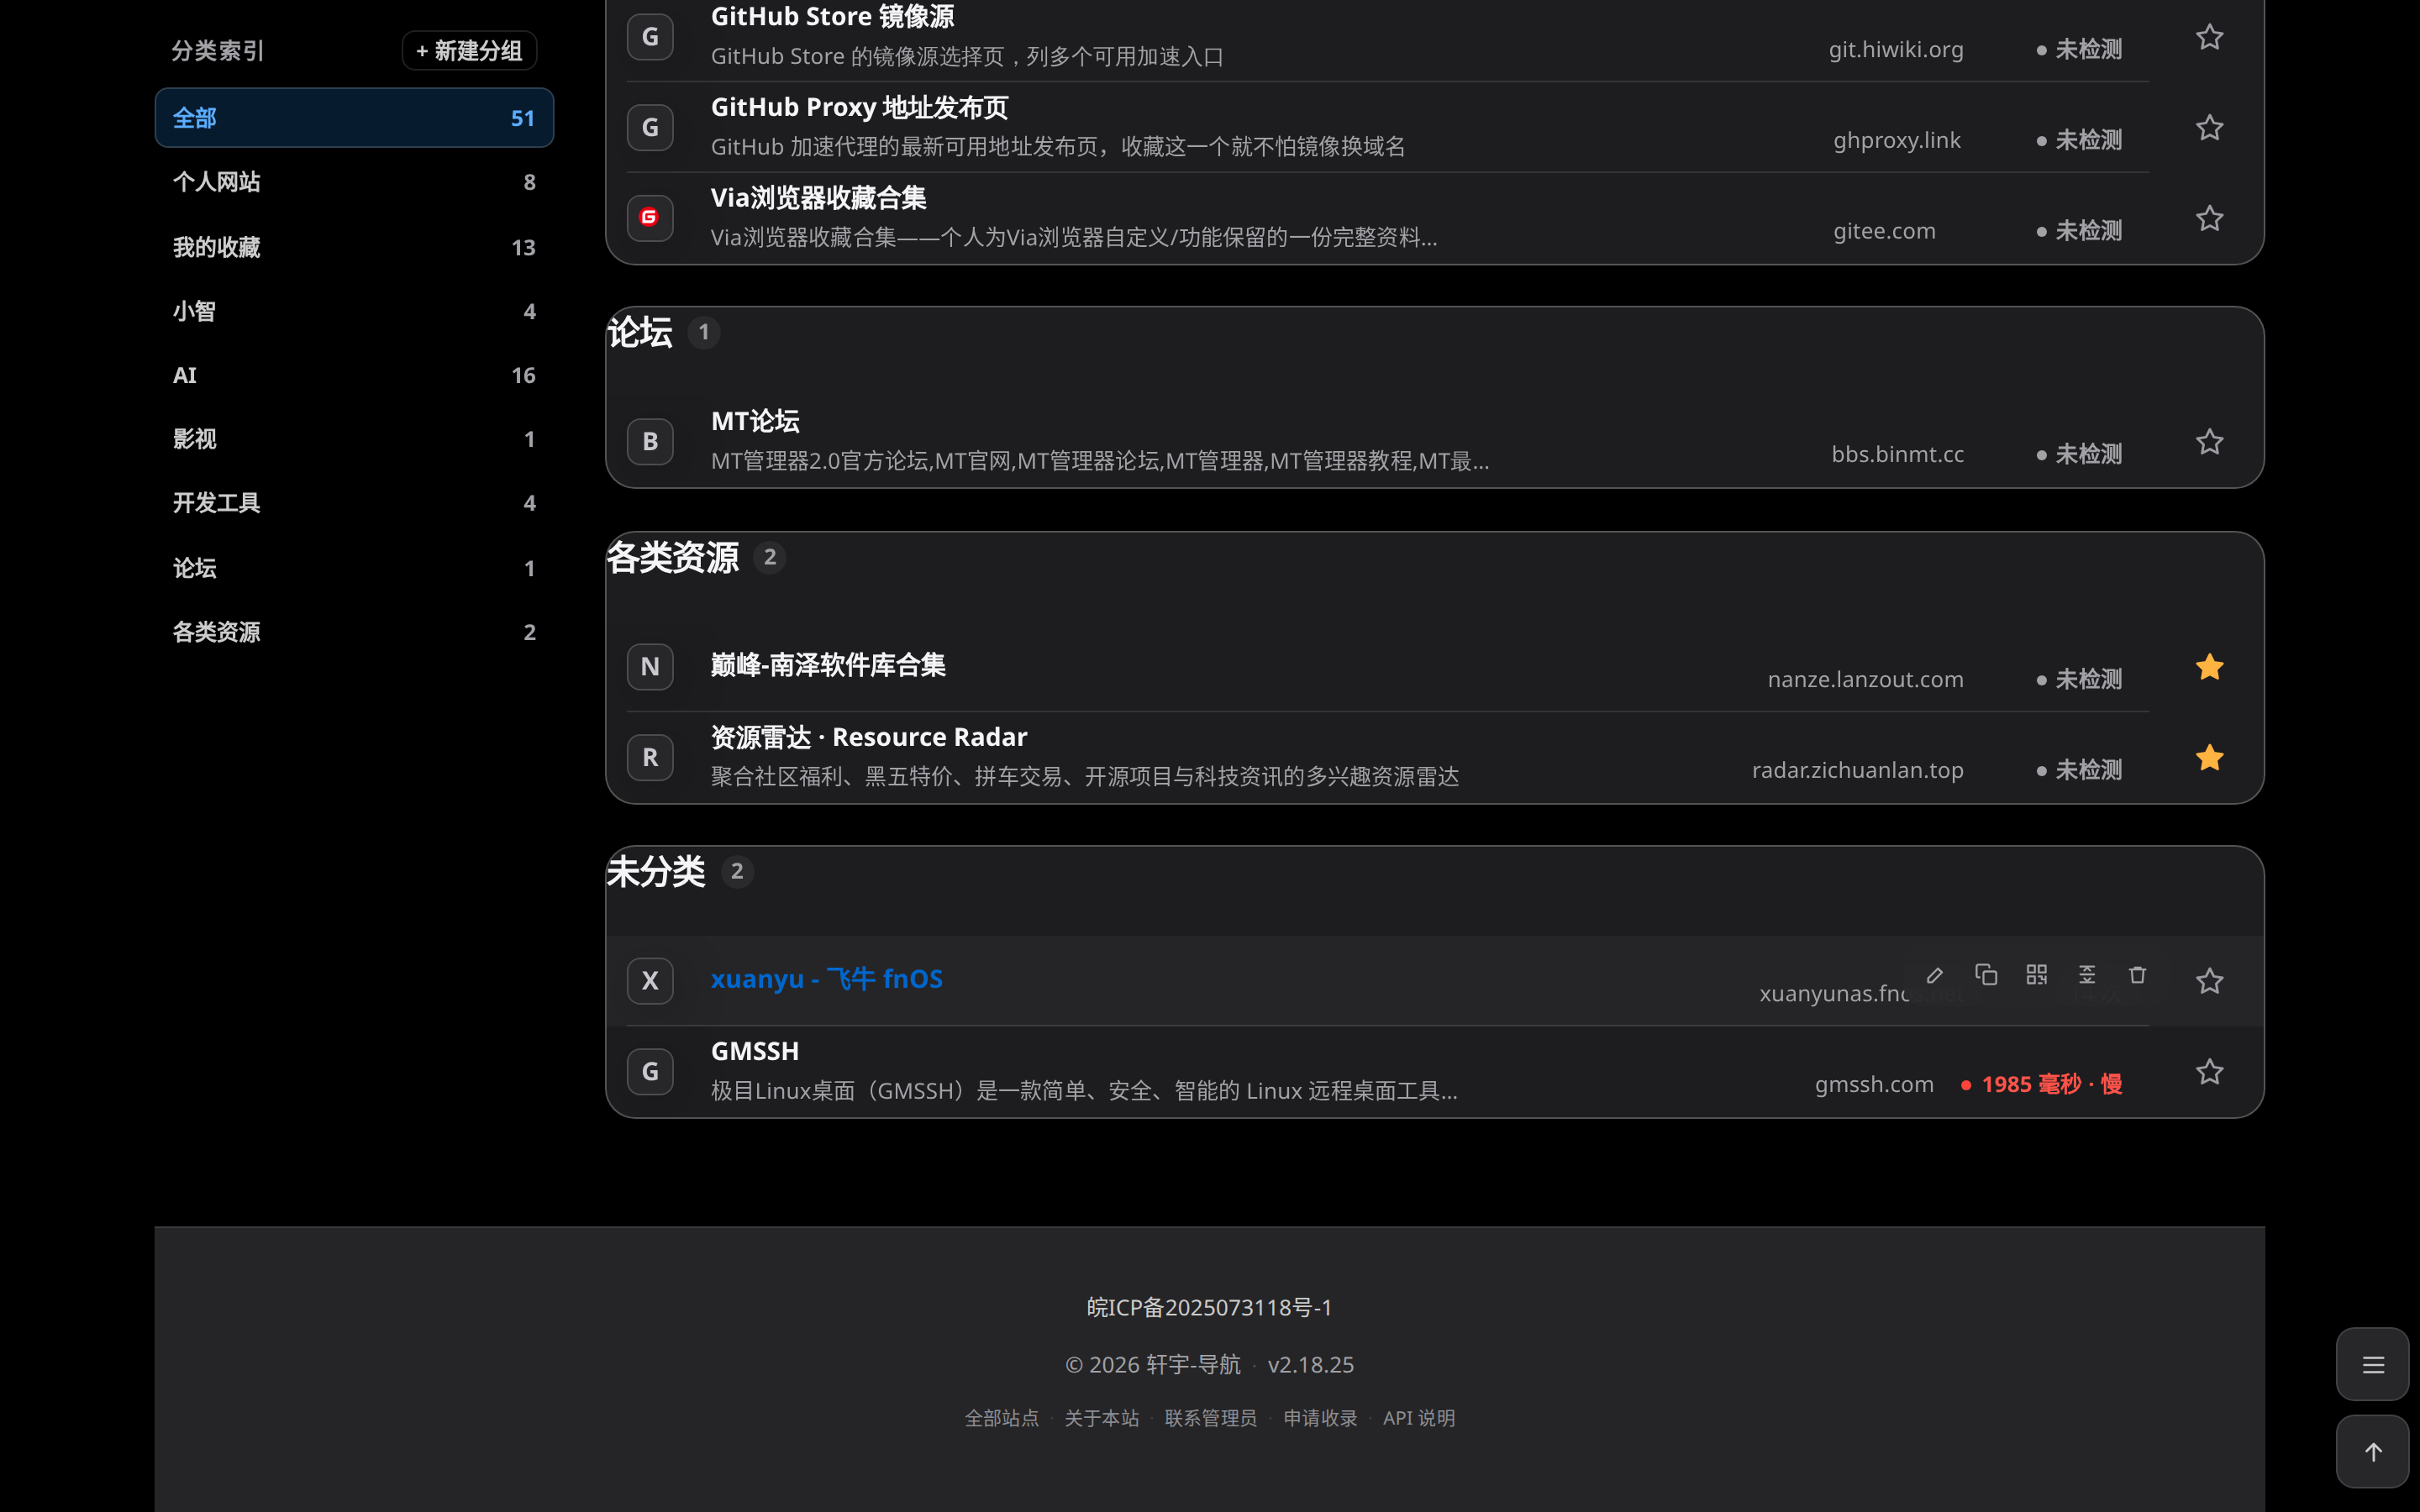 分类索引
+ 新建分组
全部 51
个人网站 8
我的收藏 13
小智 4
AI 16
影视 1
开发工具 4
论坛 1
各类资源 2
G
GitHub Store 镜像源
GitHub Store 的镜像源选择页，列多个可用加速入口
git.hiwiki.org
未检测
G
GitHub Proxy 地址发布页
GitHub 加速代理的最新可用地址发布页，收藏这一个就不怕镜像换域名
ghproxy.link
未检测
G
Via浏览器收藏合集
Via浏览器收藏合集——个人为Via浏览器自定义/功能保留的一份完整资料...
gitee.com
未检测
论坛 1
B
MT论坛
MT管理器2.0官方论坛,MT官网,MT管理器论坛,MT管理器,MT管理器教程,MT最...
bbs.binmt.cc
未检测
各类资源 2
N
巅峰-南泽软件库合集
nanze.lanzout.com
未检测
R
资源雷达 · Resource Radar
聚合社区福利、黑五特价、拼车交易、开源项目与科技资讯的多兴趣资源雷达
radar.zichuanlan.top
未检测
未分类 2
X
xuanyu - 飞牛 fnOS
G
GMSSH
极目Linux桌面（GMSSH）是一款简单、安全、智能的 Linux 远程桌面工具...
gmssh.com
1985 毫秒 · 慢
皖ICP备2025073118号-1
© 2026 轩宇-导航 · v2.18.25
全部站点 · 关于本站 · 联系管理员 · 申请收录 · API 说明